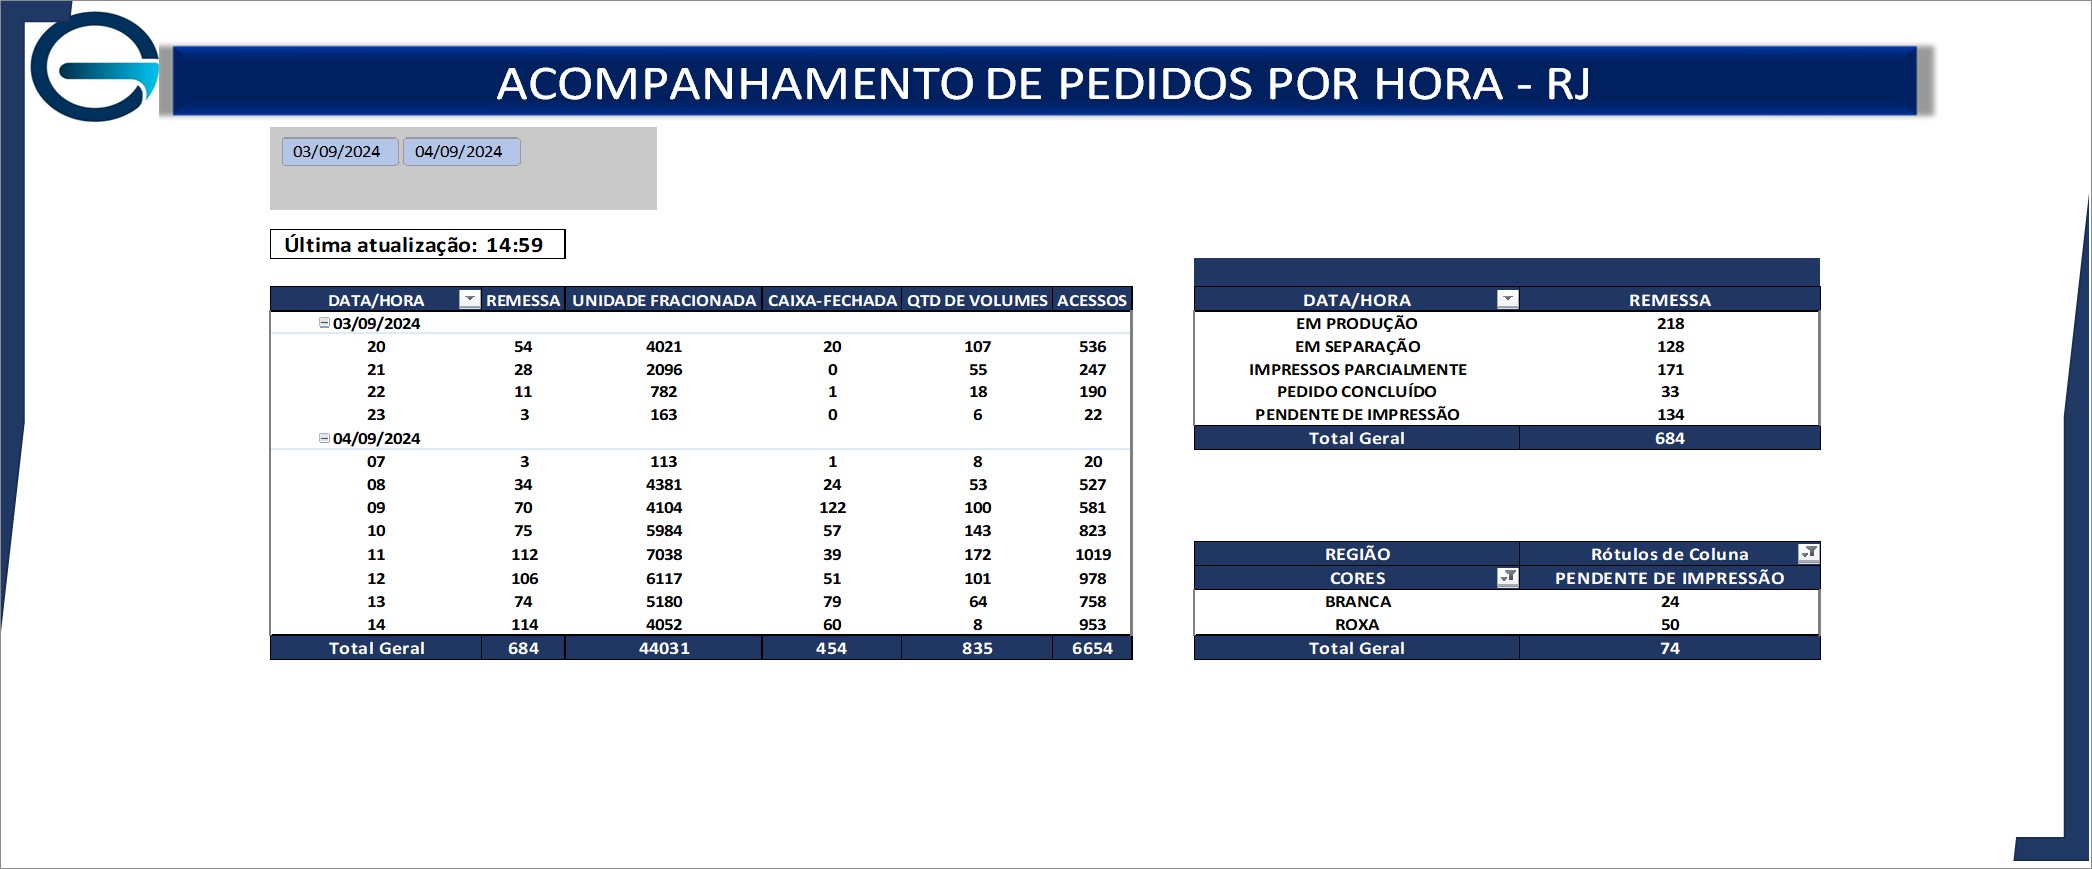 ACOMPANHAMENTO DE PEDIDOS POR HORA - RJ
03/09/2024 04/09/2024
Última atualização: 14:59
DATA/HORA REMESSA UNIDADE FRACIONADA CAIXA-FECHADA QTD DE VOLUMES ACESSOS
03/09/2024
20 54 4021 20 107 536
21 28 2096 0 55 247
22 11 782 1 18 190
23 3 163 0 6 22
04/09/2024
07 3 113 1 8 20
08 34 4381 24 53 527
09 70 4104 122 100 581
10 75 5984 57 143 823
11 112 7038 39 172 1019
12 106 6117 51 101 978
13 74 5180 79 64 758
14 114 4052 60 8 953
Total Geral 684 44031 454 835 6654
DATA/HORA REMESSA
EM PRODUÇÃO 218
EM SEPARAÇÃO 128
IMPRESSOS PARCIALMENTE 171
PEDIDO CONCLUÍDO 33
PENDENTE DE IMPRESSÃO 134
Total Geral 684
REGIÃO Rótulos de Coluna
CORES PENDENTE DE IMPRESSÃO
BRANCA 24
ROXA 50
Total Geral 74